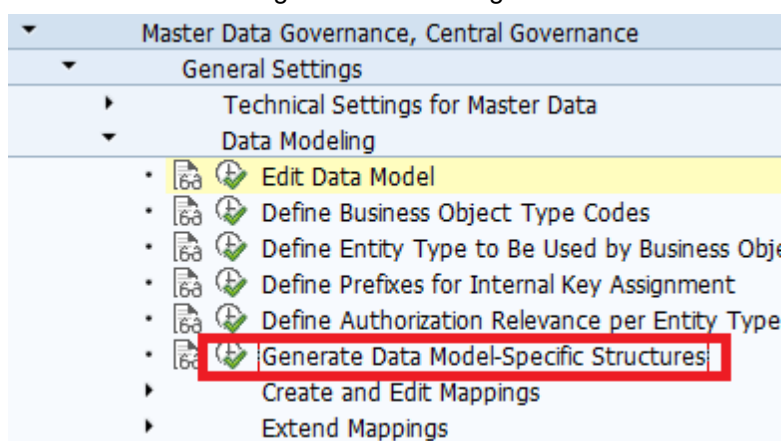 Master Data Governance, Central Governance
General Settings
Technical Settings for Master Data
Data Modeling
Edit Data Model
Define Business Object Type Codes
Define Entity Type to Be Used by Business Obje
Define Prefixes for Internal Key Assignment
Define Authorization Relevance per Entity Type
Generate Data Model-Specific Structures
Create and Edit Mappings
Extend Mappings